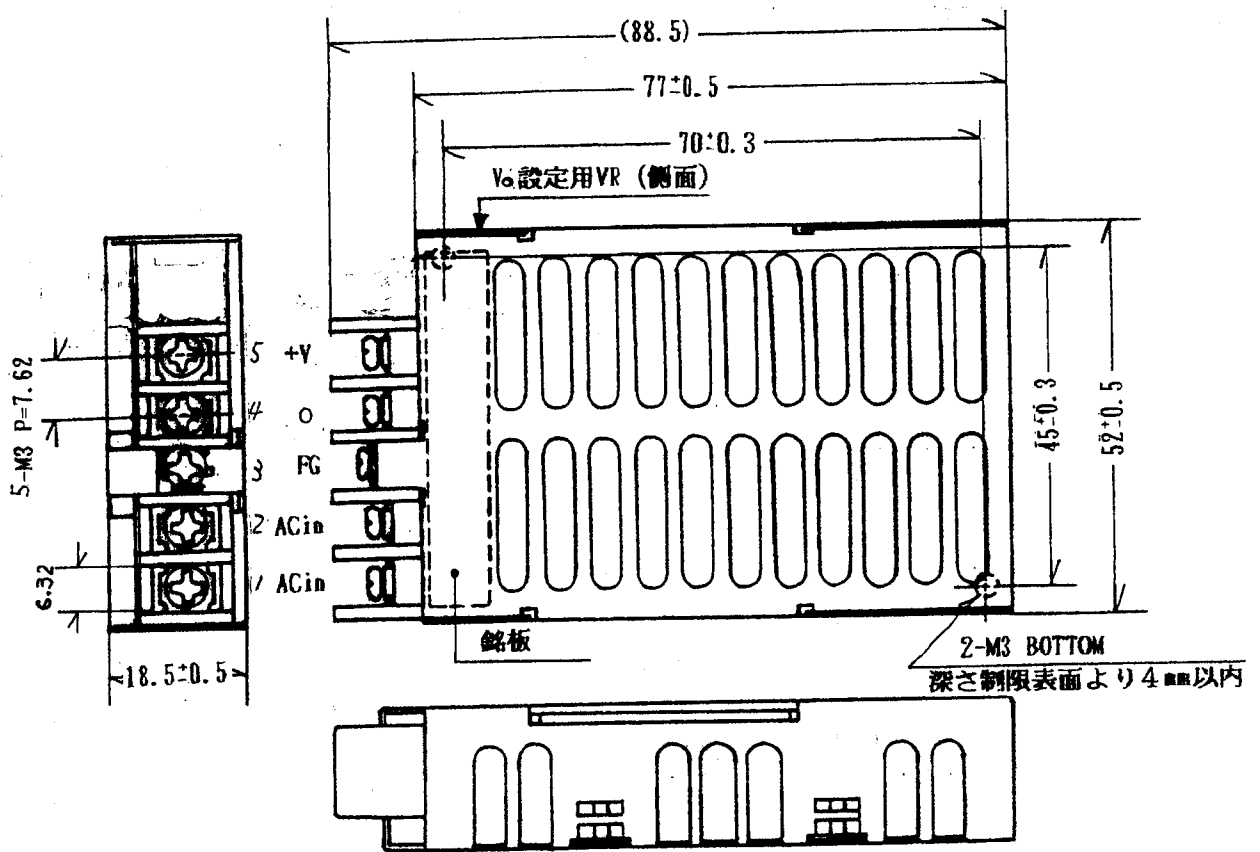 (88.5)
77±0.5
70±0.3
Vo設定用VR (側面)
5 +V
4 0
3 FG
2 ACin
1 ACin
5-M3 P=7.62
6.32
18.5±0.5
45±0.3
52±0.5
銘板
2-M3 BOTTOM
深さ制限表面より4mm以内